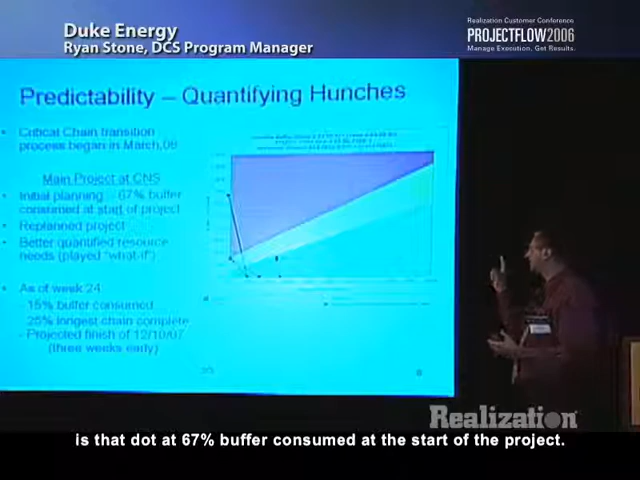 Duke Energy
Ryan Stone, DCS Program Manager
Realization Customer Conference
PROJECTFLOW2006
Manage Execution, Get Results.
Predictability – Quantifying Hunches
• Critical Chain transition
process began in March, 06
Main Project at CNS
• Initial planning 67% buffer
consumed at start of project
• Replanned project
• Better quantified resource
needs (played "what-if")
• As of week 24
15% buffer consumed
25% longest chain complete
- Projected finish of 12/10/07
(three weeks early)
Realization
is that dot at 67% buffer consumed at the start of the project.